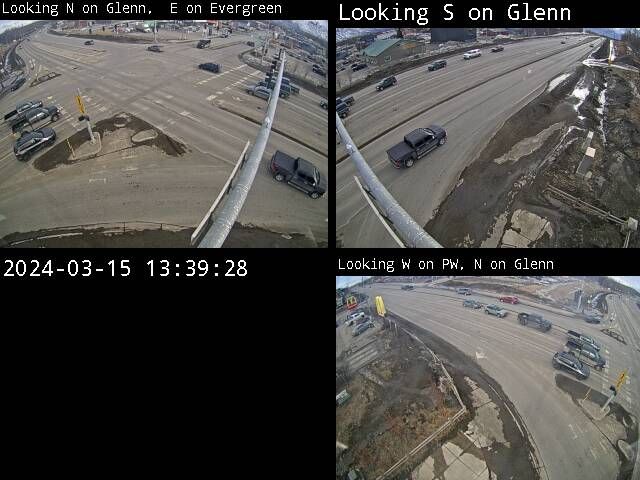 Looking N on Glenn, E on Evergreen
Looking S on Glenn
2024-03-15 13:39:28
Looking W on PW, N on Glenn